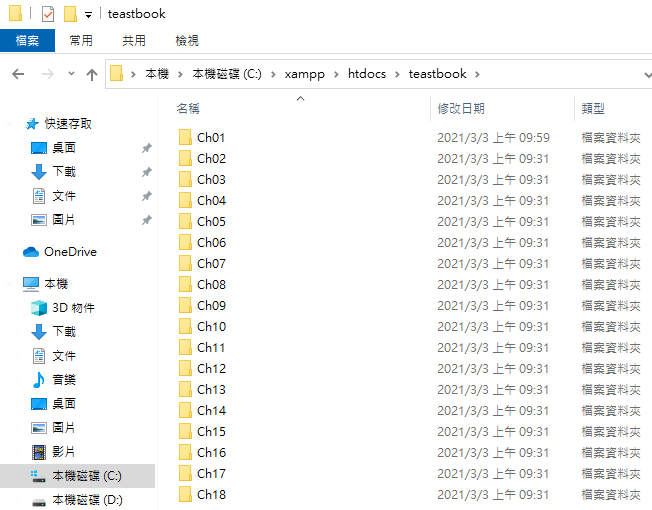 teastbook
檔案 常用 共用 檢視
本機 本機磁碟 (C:) xampp htdocs teastbook
名稱 修改日期 類型
快速存取
桌面
下載
文件
圖片
OneDrive
本機
3D 物件
下載
文件
音樂
桌面
圖片
影片
本機磁碟 (C:)
本機磁碟 (D:)
Ch01 2021/3/3 上午 09:59 檔案資料夾
Ch02 2021/3/3 上午 09:31 檔案資料夾
Ch03 2021/3/3 上午 09:31 檔案資料夾
Ch04 2021/3/3 上午 09:31 檔案資料夾
Ch05 2021/3/3 上午 09:31 檔案資料夾
Ch06 2021/3/3 上午 09:31 檔案資料夾
Ch07 2021/3/3 上午 09:31 檔案資料夾
Ch08 2021/3/3 上午 09:31 檔案資料夾
Ch09 2021/3/3 上午 09:31 檔案資料夾
Ch10 2021/3/3 上午 09:31 檔案資料夾
Ch11 2021/3/3 上午 09:31 檔案資料夾
Ch12 2021/3/3 上午 09:31 檔案資料夾
Ch13 2021/3/3 上午 09:31 檔案資料夾
Ch14 2021/3/3 上午 09:31 檔案資料夾
Ch15 2021/3/3 上午 09:31 檔案資料夾
Ch16 2021/3/3 上午 09:31 檔案資料夾
Ch17 2021/3/3 上午 09:31 檔案資料夾
Ch18 2021/3/3 上午 09:31 檔案資料夾